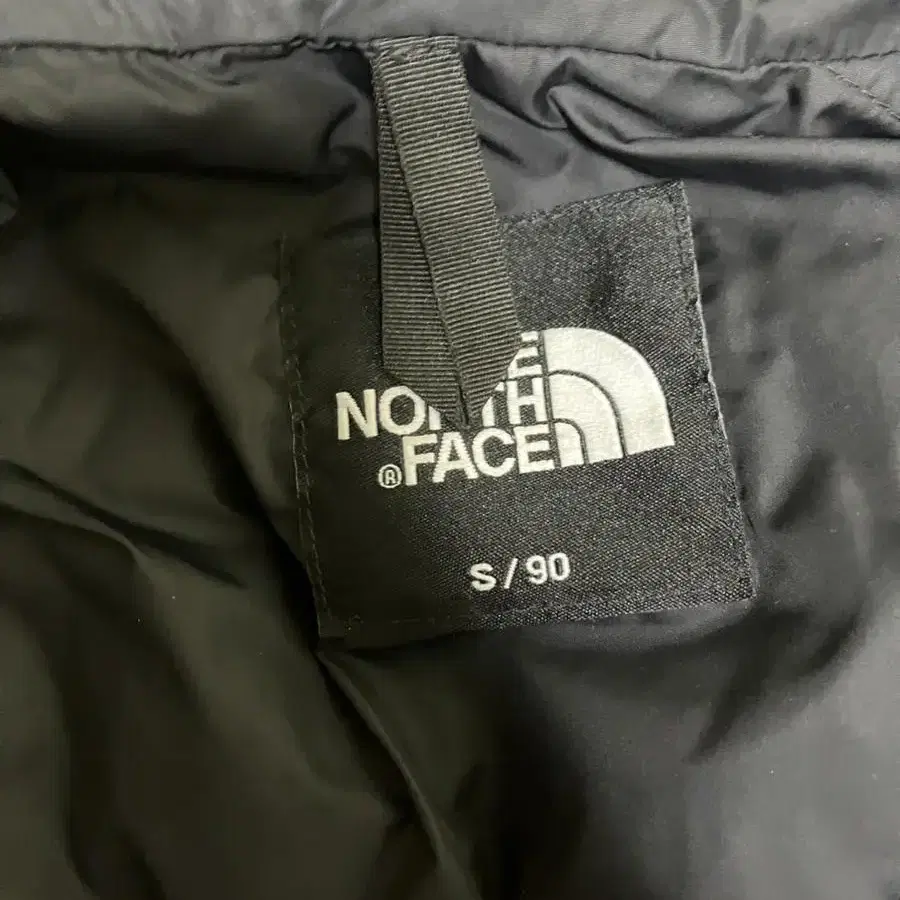 THE
NORTH
®FACE
S / 90